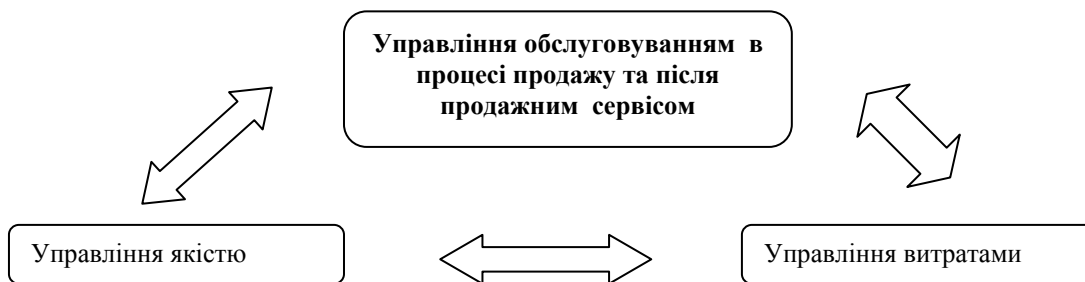 Управління обслуговуванням в
процесі продажу та після
продажним сервісом
Управління якістю
Управління витратами